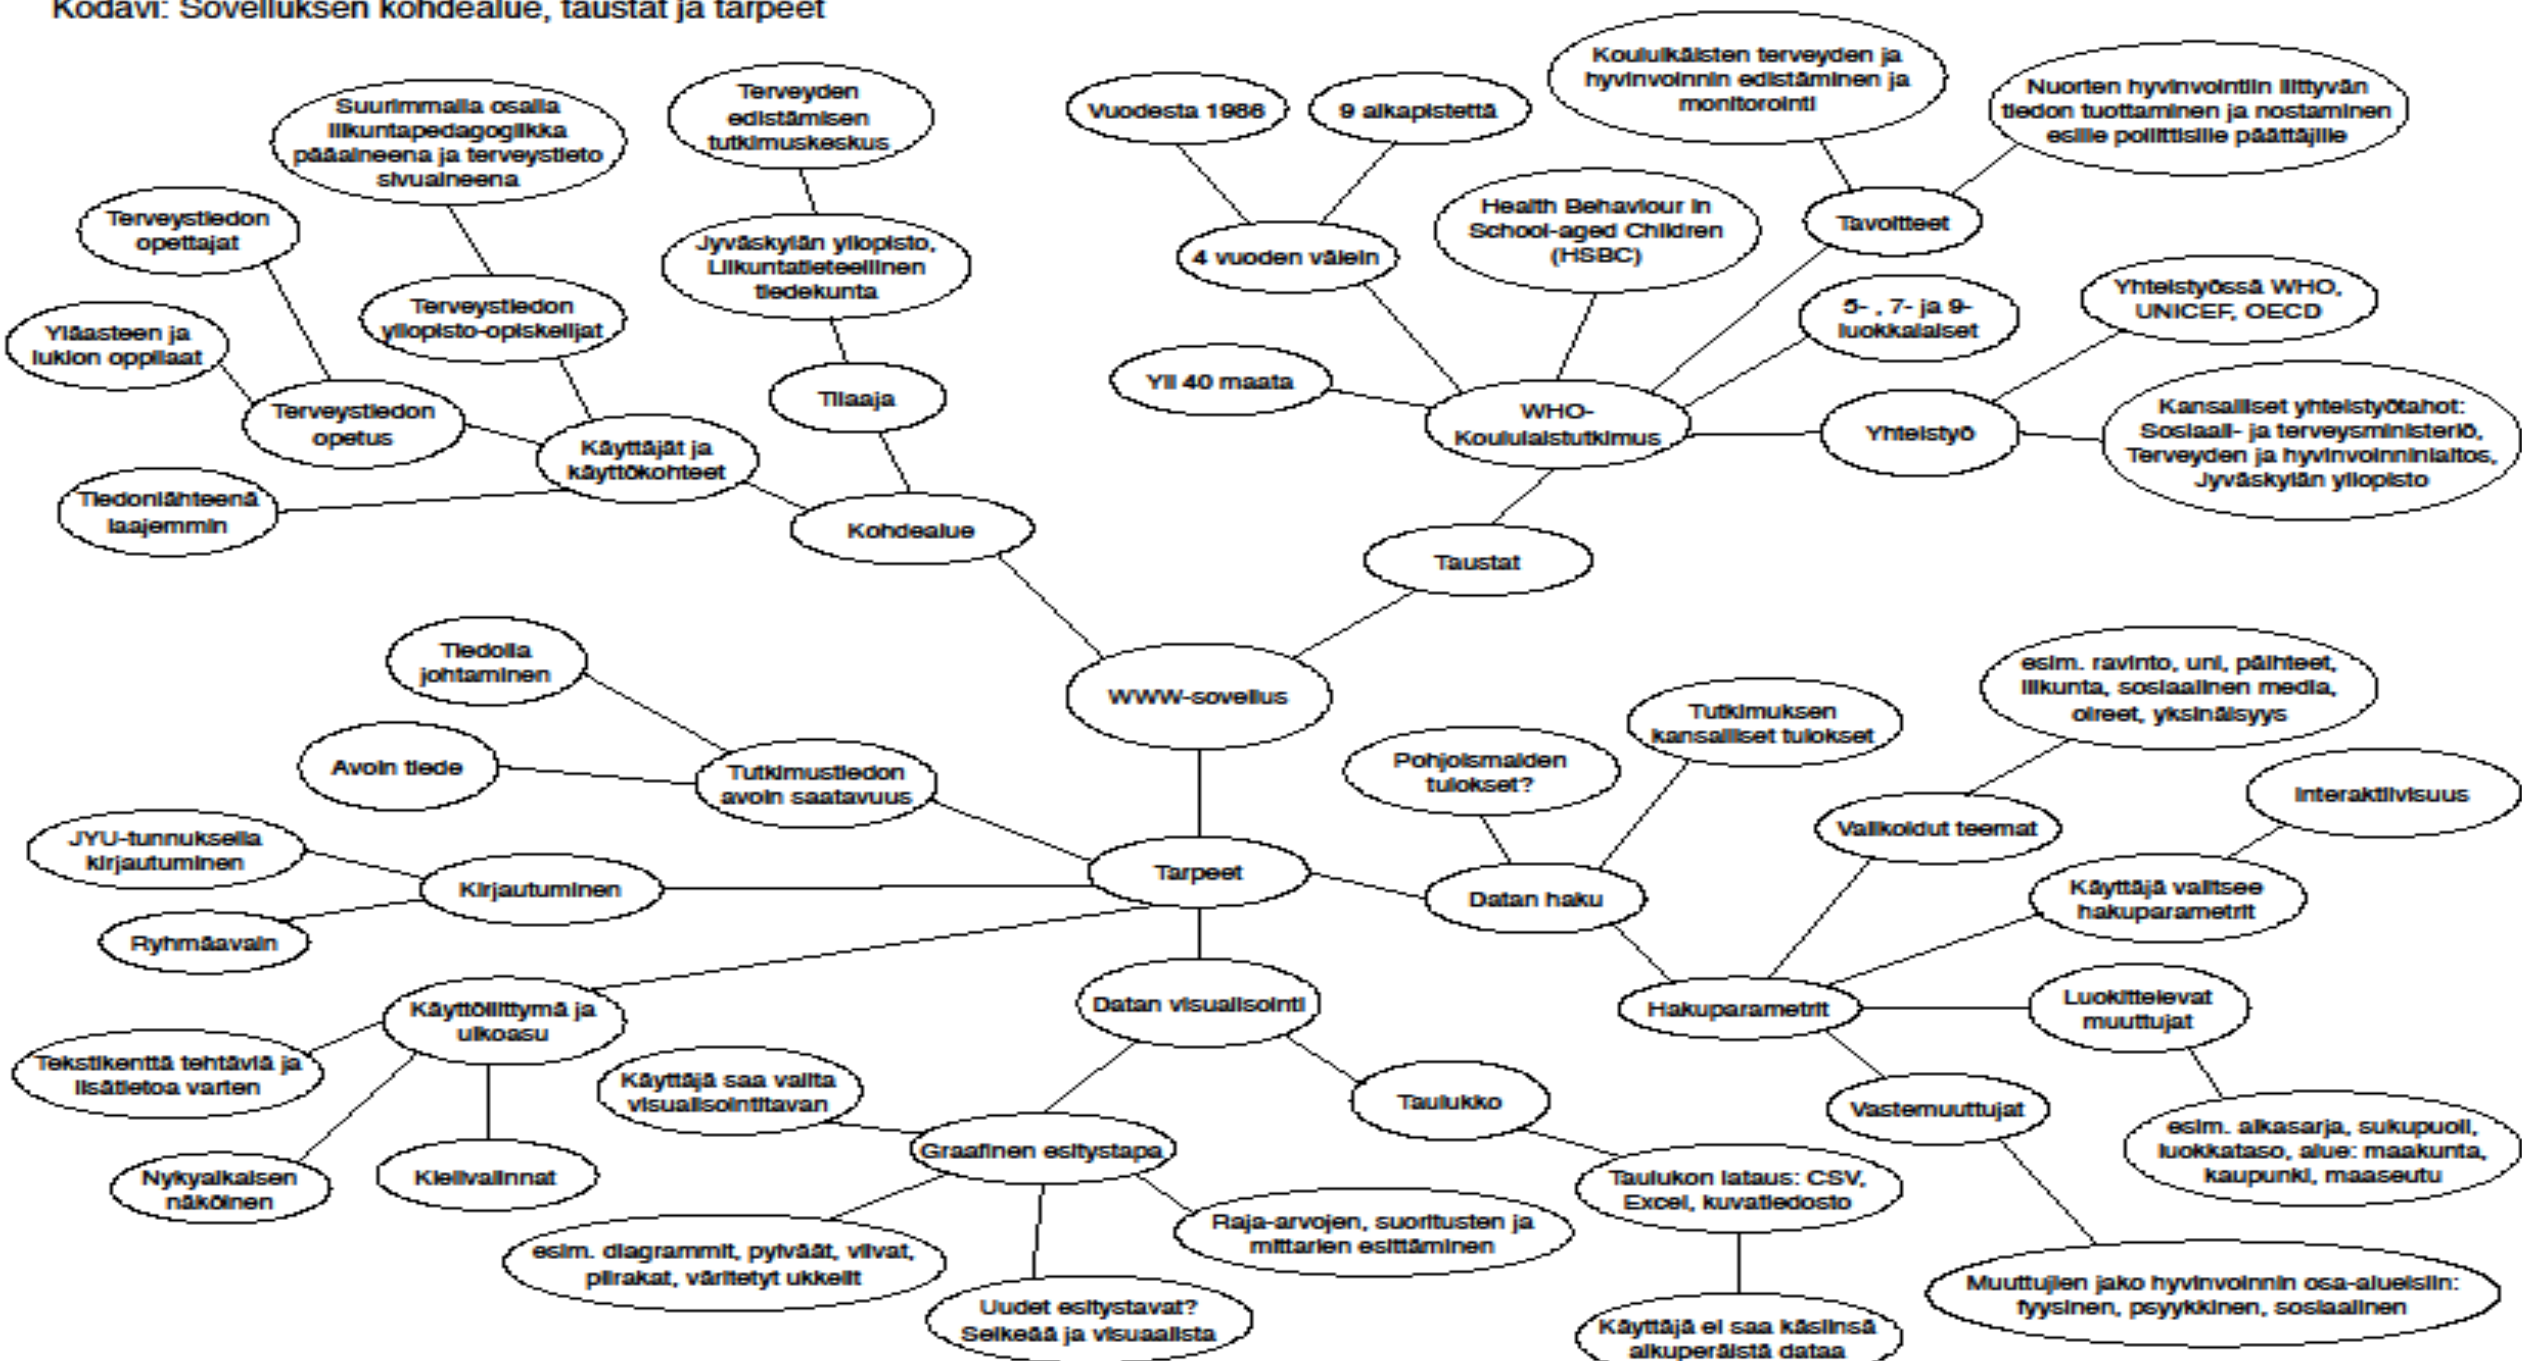 Kodavi: Sovelluksen kohdealue, taustat ja tarpeet
Suurimmalla osalla
liikuntapedagogiikka
pääaineena ja terveystieto
sivuaineena
Terveyden
edistämisen
tutkimuskeskus
Terveystiedon
opettajat
Jyväskylän yliopisto,
Liikuntatieteellinen
tiedekunta
Terveystiedon
yliopisto-opiskelijat
Yläasteen ja
lukion oppilaat
Terveystiedon
opetus
Tilaaja
Käyttäjät ja
käyttökohteet
Tiedonlähteenä
laajemmin
Kohdealue
Vuodesta 1986
9 aikapistettä
Kouluikäisten terveyden ja
hyvinvoinnin edistäminen ja
monitorointi
Nuorten hyvinvointiin liittyvän
tiedon tuottaminen ja nostaminen
esille poliittisille päättäjille
4 vuoden välein
Health Behaviour in
School-aged Children
(HSBC)
Tavoitteet
5- , 7- ja 9-
luokkalaiset
Yhteistyössä WHO,
UNICEF, OECD
Yli 40 maata
WHO-
Koululaistutkimus
Yhteistyö
Kansalliset yhteistyötahot:
Sosiaali- ja terveysministeriö,
Terveyden ja hyvinvoinninlaitos,
Jyväskylän yliopisto
Taustat
WWW-sovellus
Tiedolla
johtaminen
Avoin tiede
Tutkimustiedon
avoin saatavuus
JYU-tunnuksella
kirjautuminen
Kirjautuminen
Ryhmäavain
Tarpeet
Pohjoismaiden
tulokset?
Tutkimuksen
kansalliset tulokset
esim. ravinto, uni, päihteet,
liikunta, sosiaalinen media,
oireet, yksinäisyys
Interaktiivisuus
Valikoidut teemat
Datan haku
Käyttäjä valitsee
hakuparametrit
Hakuparametrit
Luokittelevat
muuttujat
Vastemuuttujat
esim. aikasarja, sukupuoli,
luokkataso, alue: maakunta,
kaupunki, maaseutu
Muuttujien jako hyvinvoinnin osa-alueisiin:
fyysinen, psyykkinen, sosiaalinen
Käyttöliittymä ja
ulkoasu
Tekstikenttä tehtäviä ja
lisätietoa varten
Nykyaikaisen
näköinen
Kielivalinnat
Datan visualisointi
Käyttäjä saa valita
visualisointitavan
Graafinen esitystapa
Taulukko
Taulukon lataus: CSV,
Excel, kuvatiedosto
esim. diagrammit, pylväät, viivat,
piirakat, väritetyt ukkelit
Raja-arvojen, suoritusten ja
mittarien esittäminen
Uudet esitystavat?
Selkeää ja visuaalista
Käyttäjä ei saa käsiinsä
alkuperäistä dataa